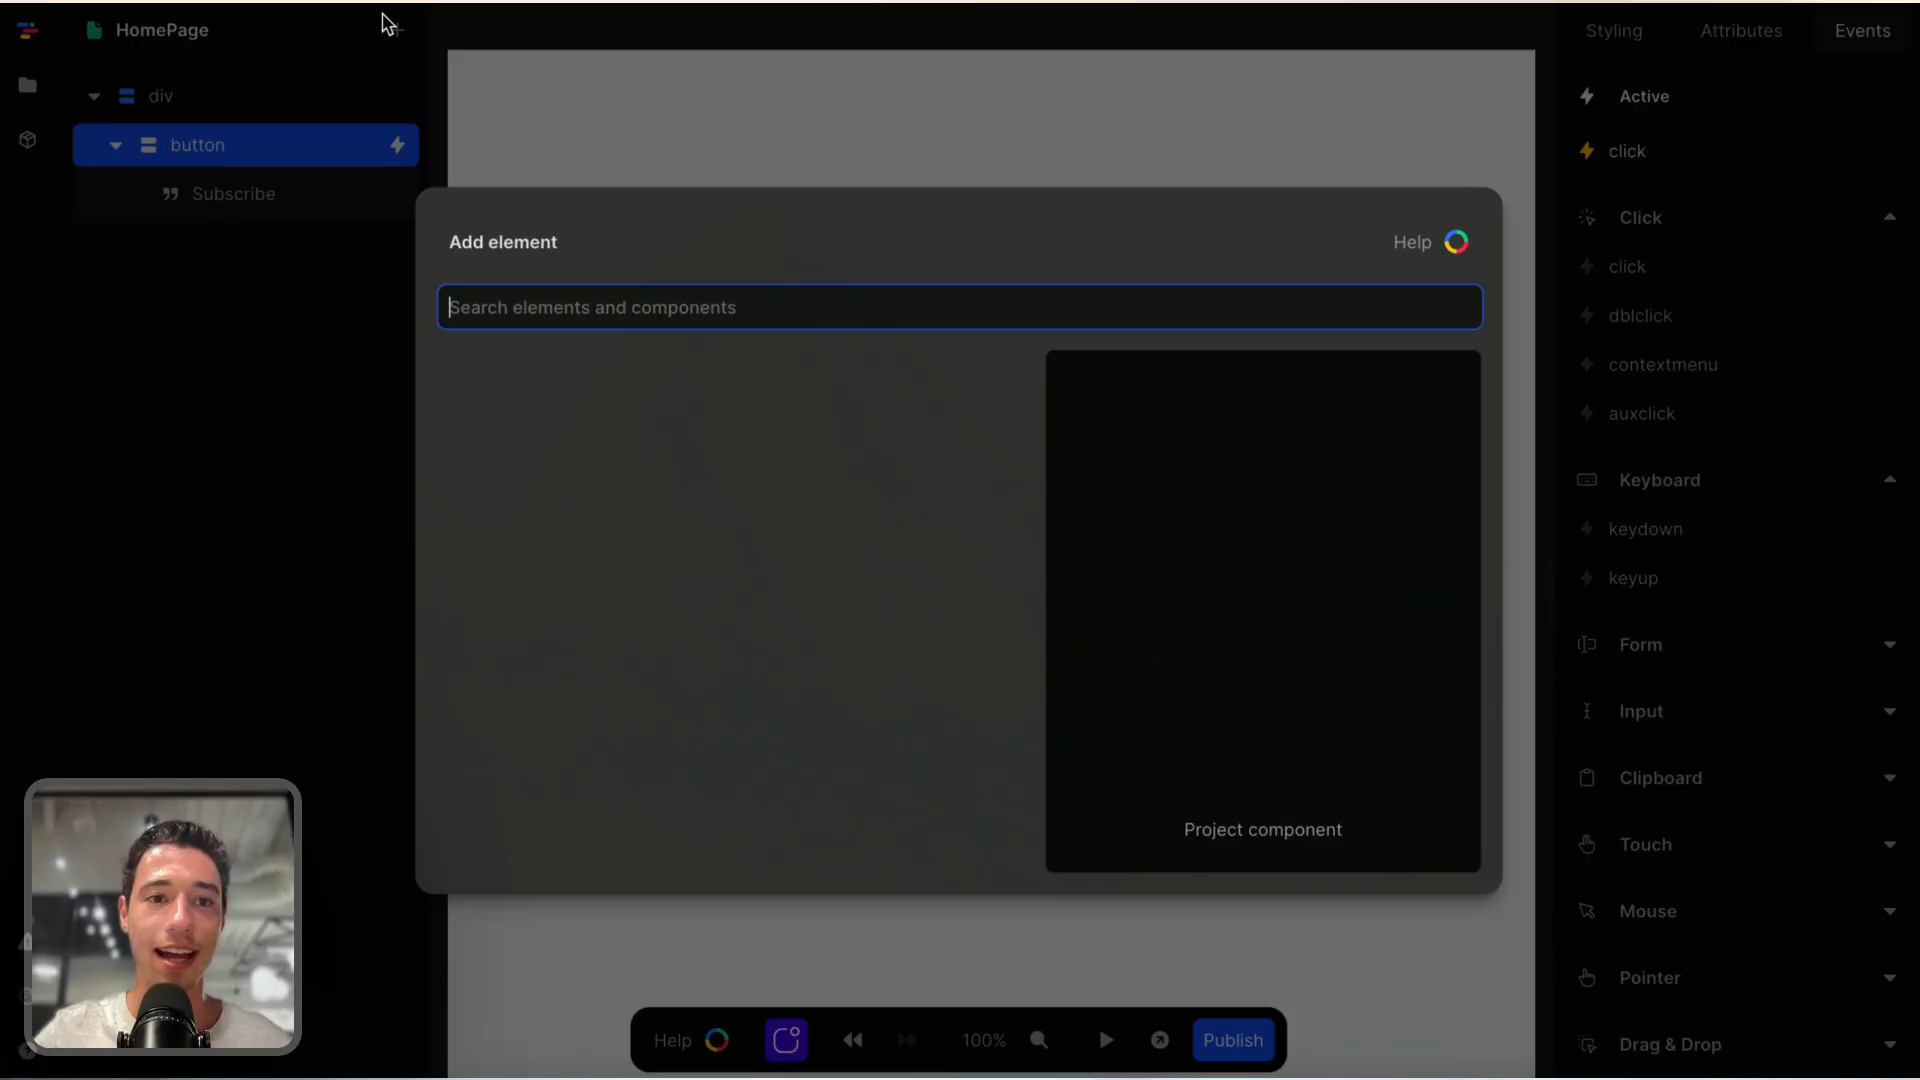 HomePage
Styling
Attributes
Events
div
button
Subscribe
Add element
Help
Search elements and components
Project component
Active
click
Click
click
dblclick
contextmenu
auxclick
Keyboard
keydown
keyup
Form
Input
Clipboard
Touch
Mouse
Pointer
Drag & Drop
Help
100%
Publish